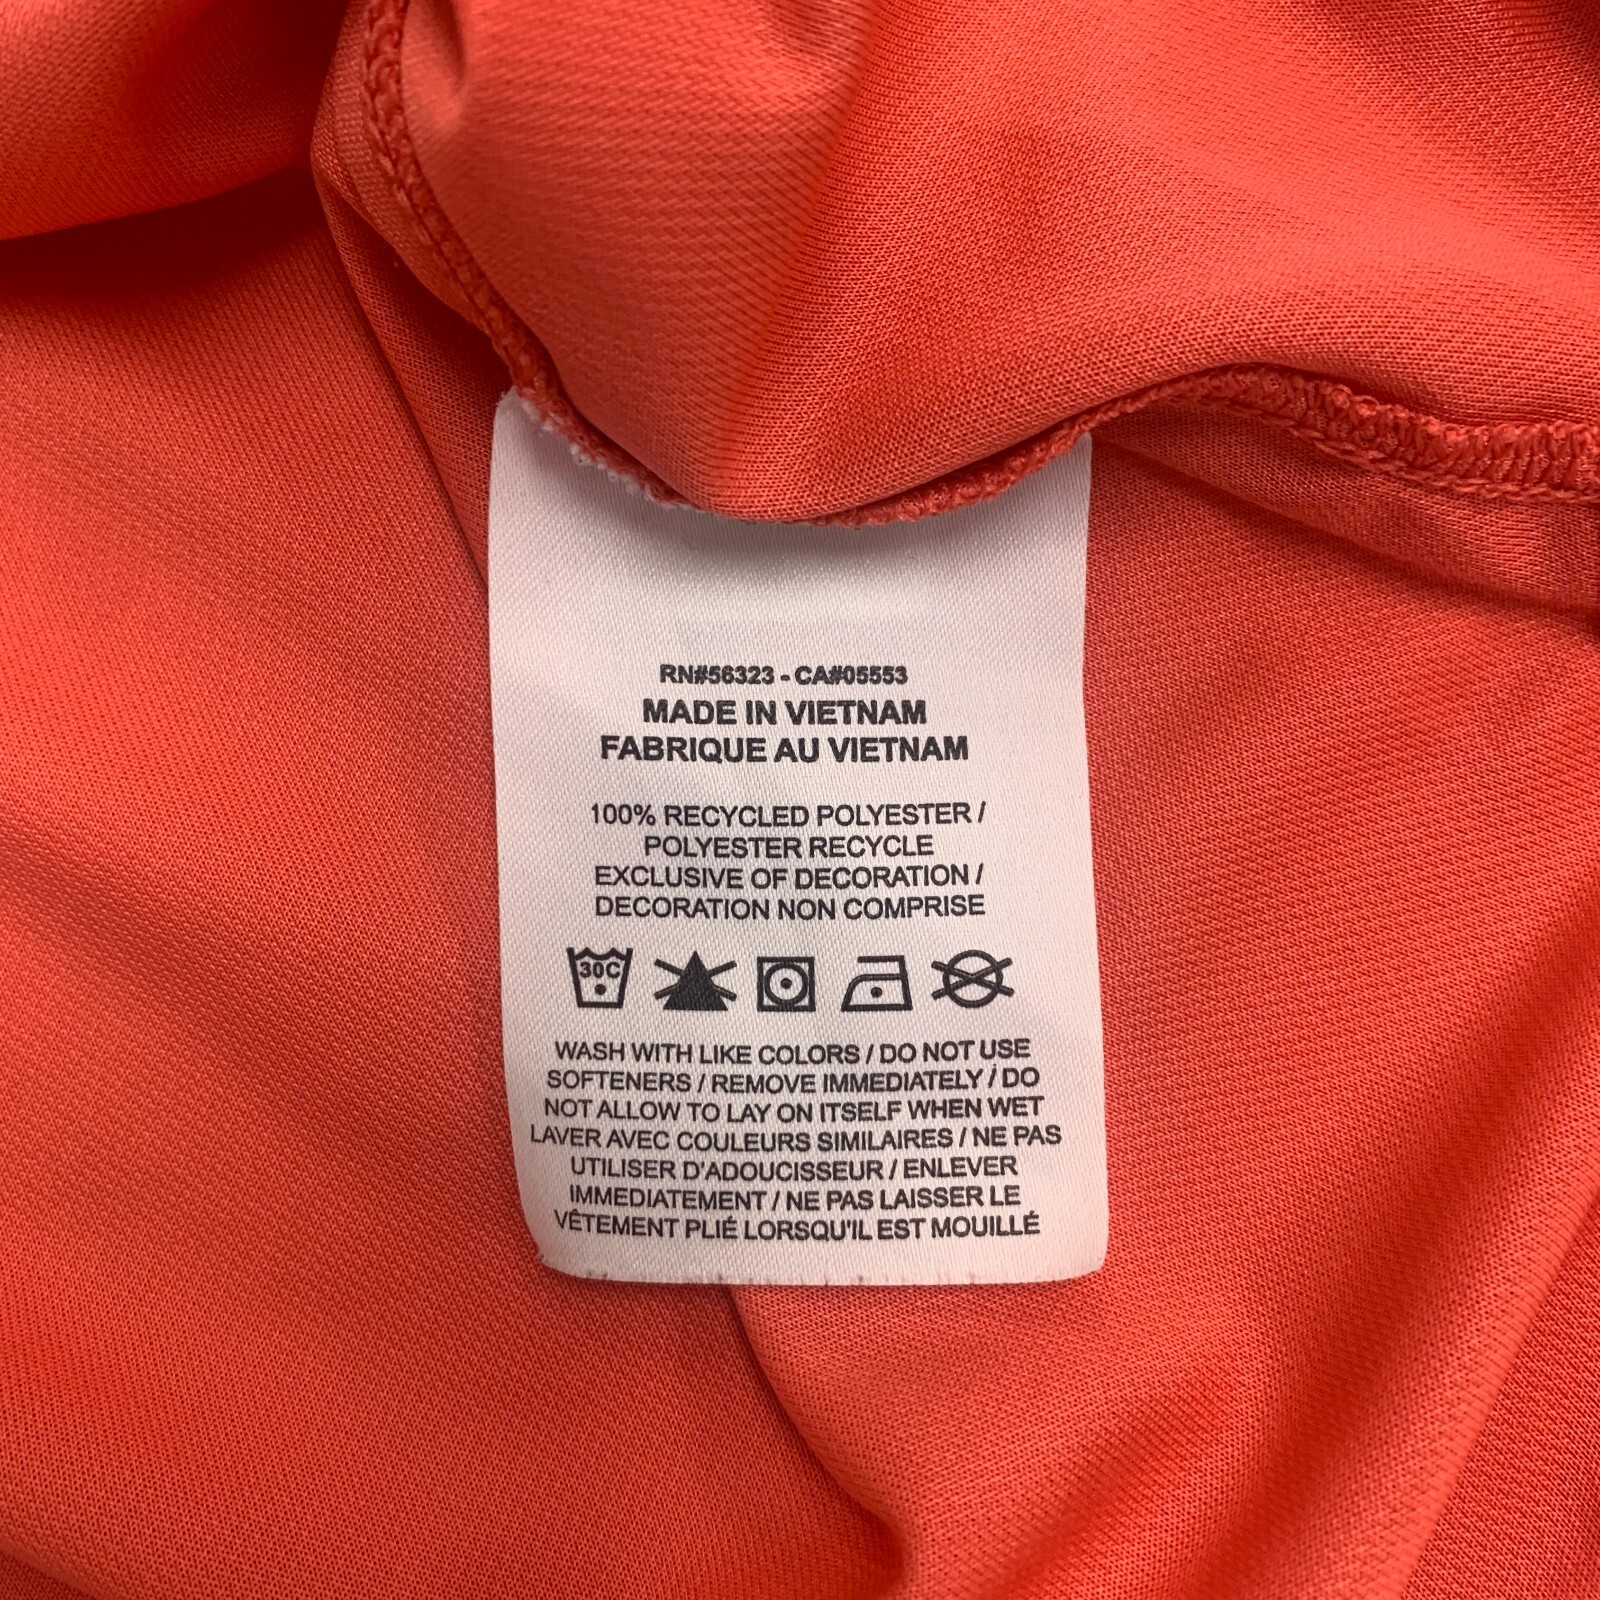 RN#56323 - CA#05553
MADE IN VIETNAM
FABRIQUE AU VIETNAM
100% RECYCLED POLYESTER /
POLYESTER RECYCLE
EXCLUSIVE OF DECORATION /
DECORATION NON COMPRISE
30C
WASH WITH LIKE COLORS / DO NOT USE
SOFTENERS / REMOVE IMMEDIATELY / DO
NOT ALLOW TO LAY ON ITSELF WHEN WET
LAVER AVEC COULEURS SIMILAIRES / NE PAS
UTILISER D'ADOUCISSEUR / ENLEVER
IMMEDIATEMENT / NE PAS LAISSER LE
VÊTEMENT PLIÉ LORSQU'IL EST MOUILLÉ